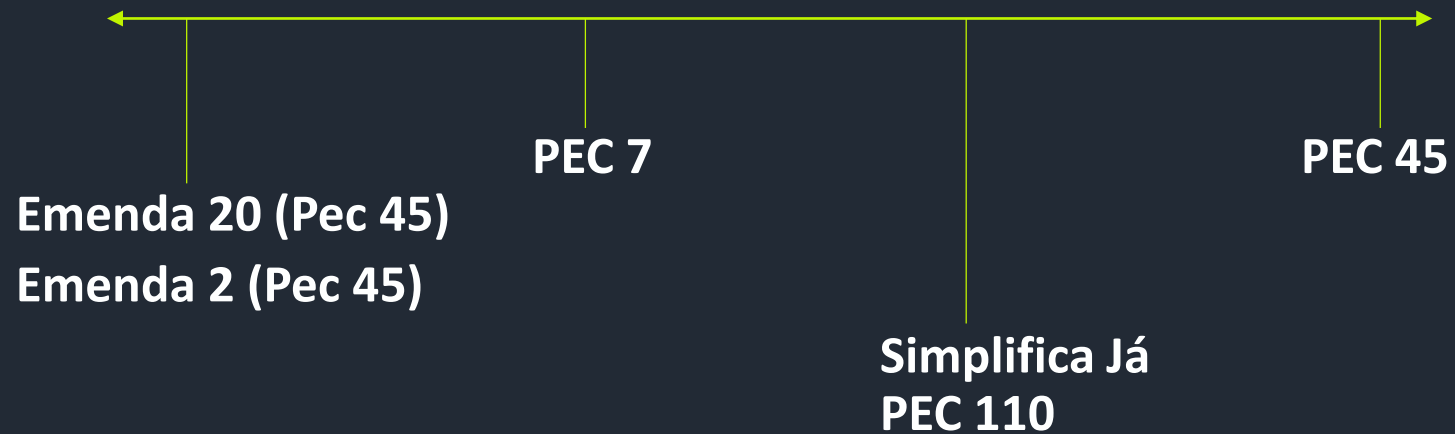 PEC 7
PEC 45
Emenda 20 (Pec 45)
Emenda 2 (Pec 45)
Simplifica Já
PEC 110